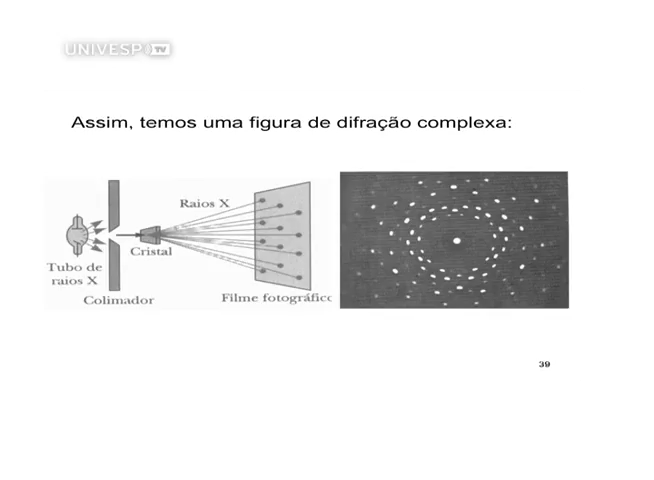 UNIVESP TV
Assim, temos uma figura de difração complexa:
Raios X
Cristal
Tubo de
raios X
Colimador
Filme fotográfico
39